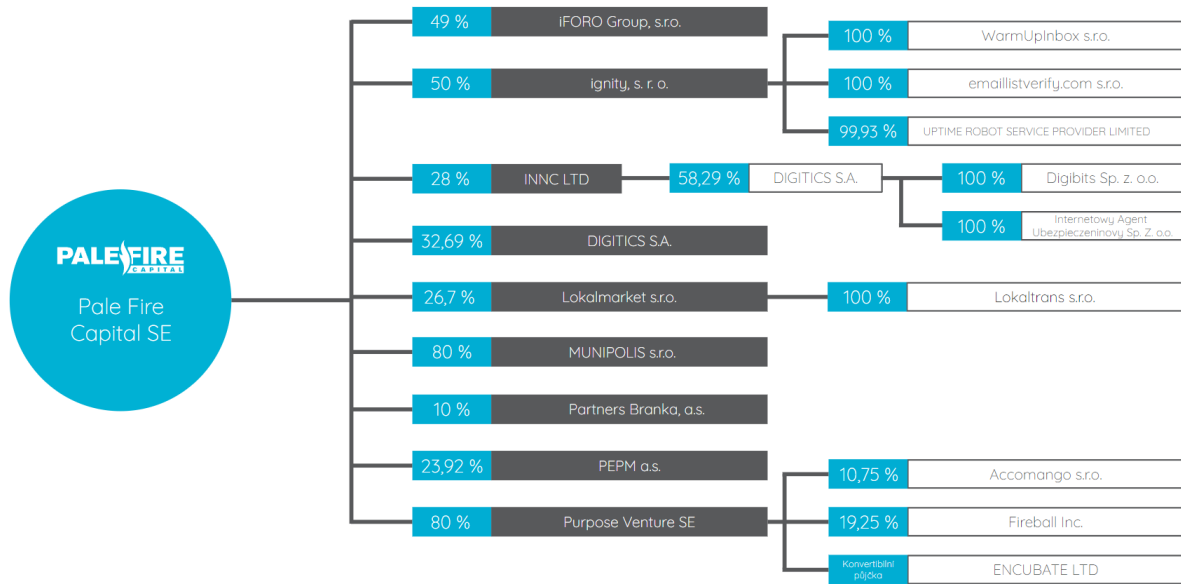 49 %
iFORO Group, s.r.o.
100 %
WarmUpInbox s.r.o.
50 %
ignity, s. r. o.
100 %
emaillistverify.com s.r.o.
99,93 %
UPTIME ROBOT SERVICE PROVIDER LIMITED
28 %
INNC LTD
58,29 %
DIGITICS S.A.
100 %
Digibits Sp. z. o.o.
100 %
Internetowy Agent
Ubezpieczeninovy Sp. Z. o.o.
32,69 %
DIGITICS S.A.
PALE FIRE
CAPITAL
Pale Fire
Capital SE
26,7 %
Lokalmarket s.r.o.
100 %
Lokaltrans s.r.o.
80 %
MUNIPOLIS s.r.o.
10 %
Partners Branka, a.s.
23,92 %
PEPM a.s.
10,75 %
Accomango s.r.o.
80 %
Purpose Venture SE
19,25 %
Fireball Inc.
Konvertibilní
půjčka
ENCUBATE LTD